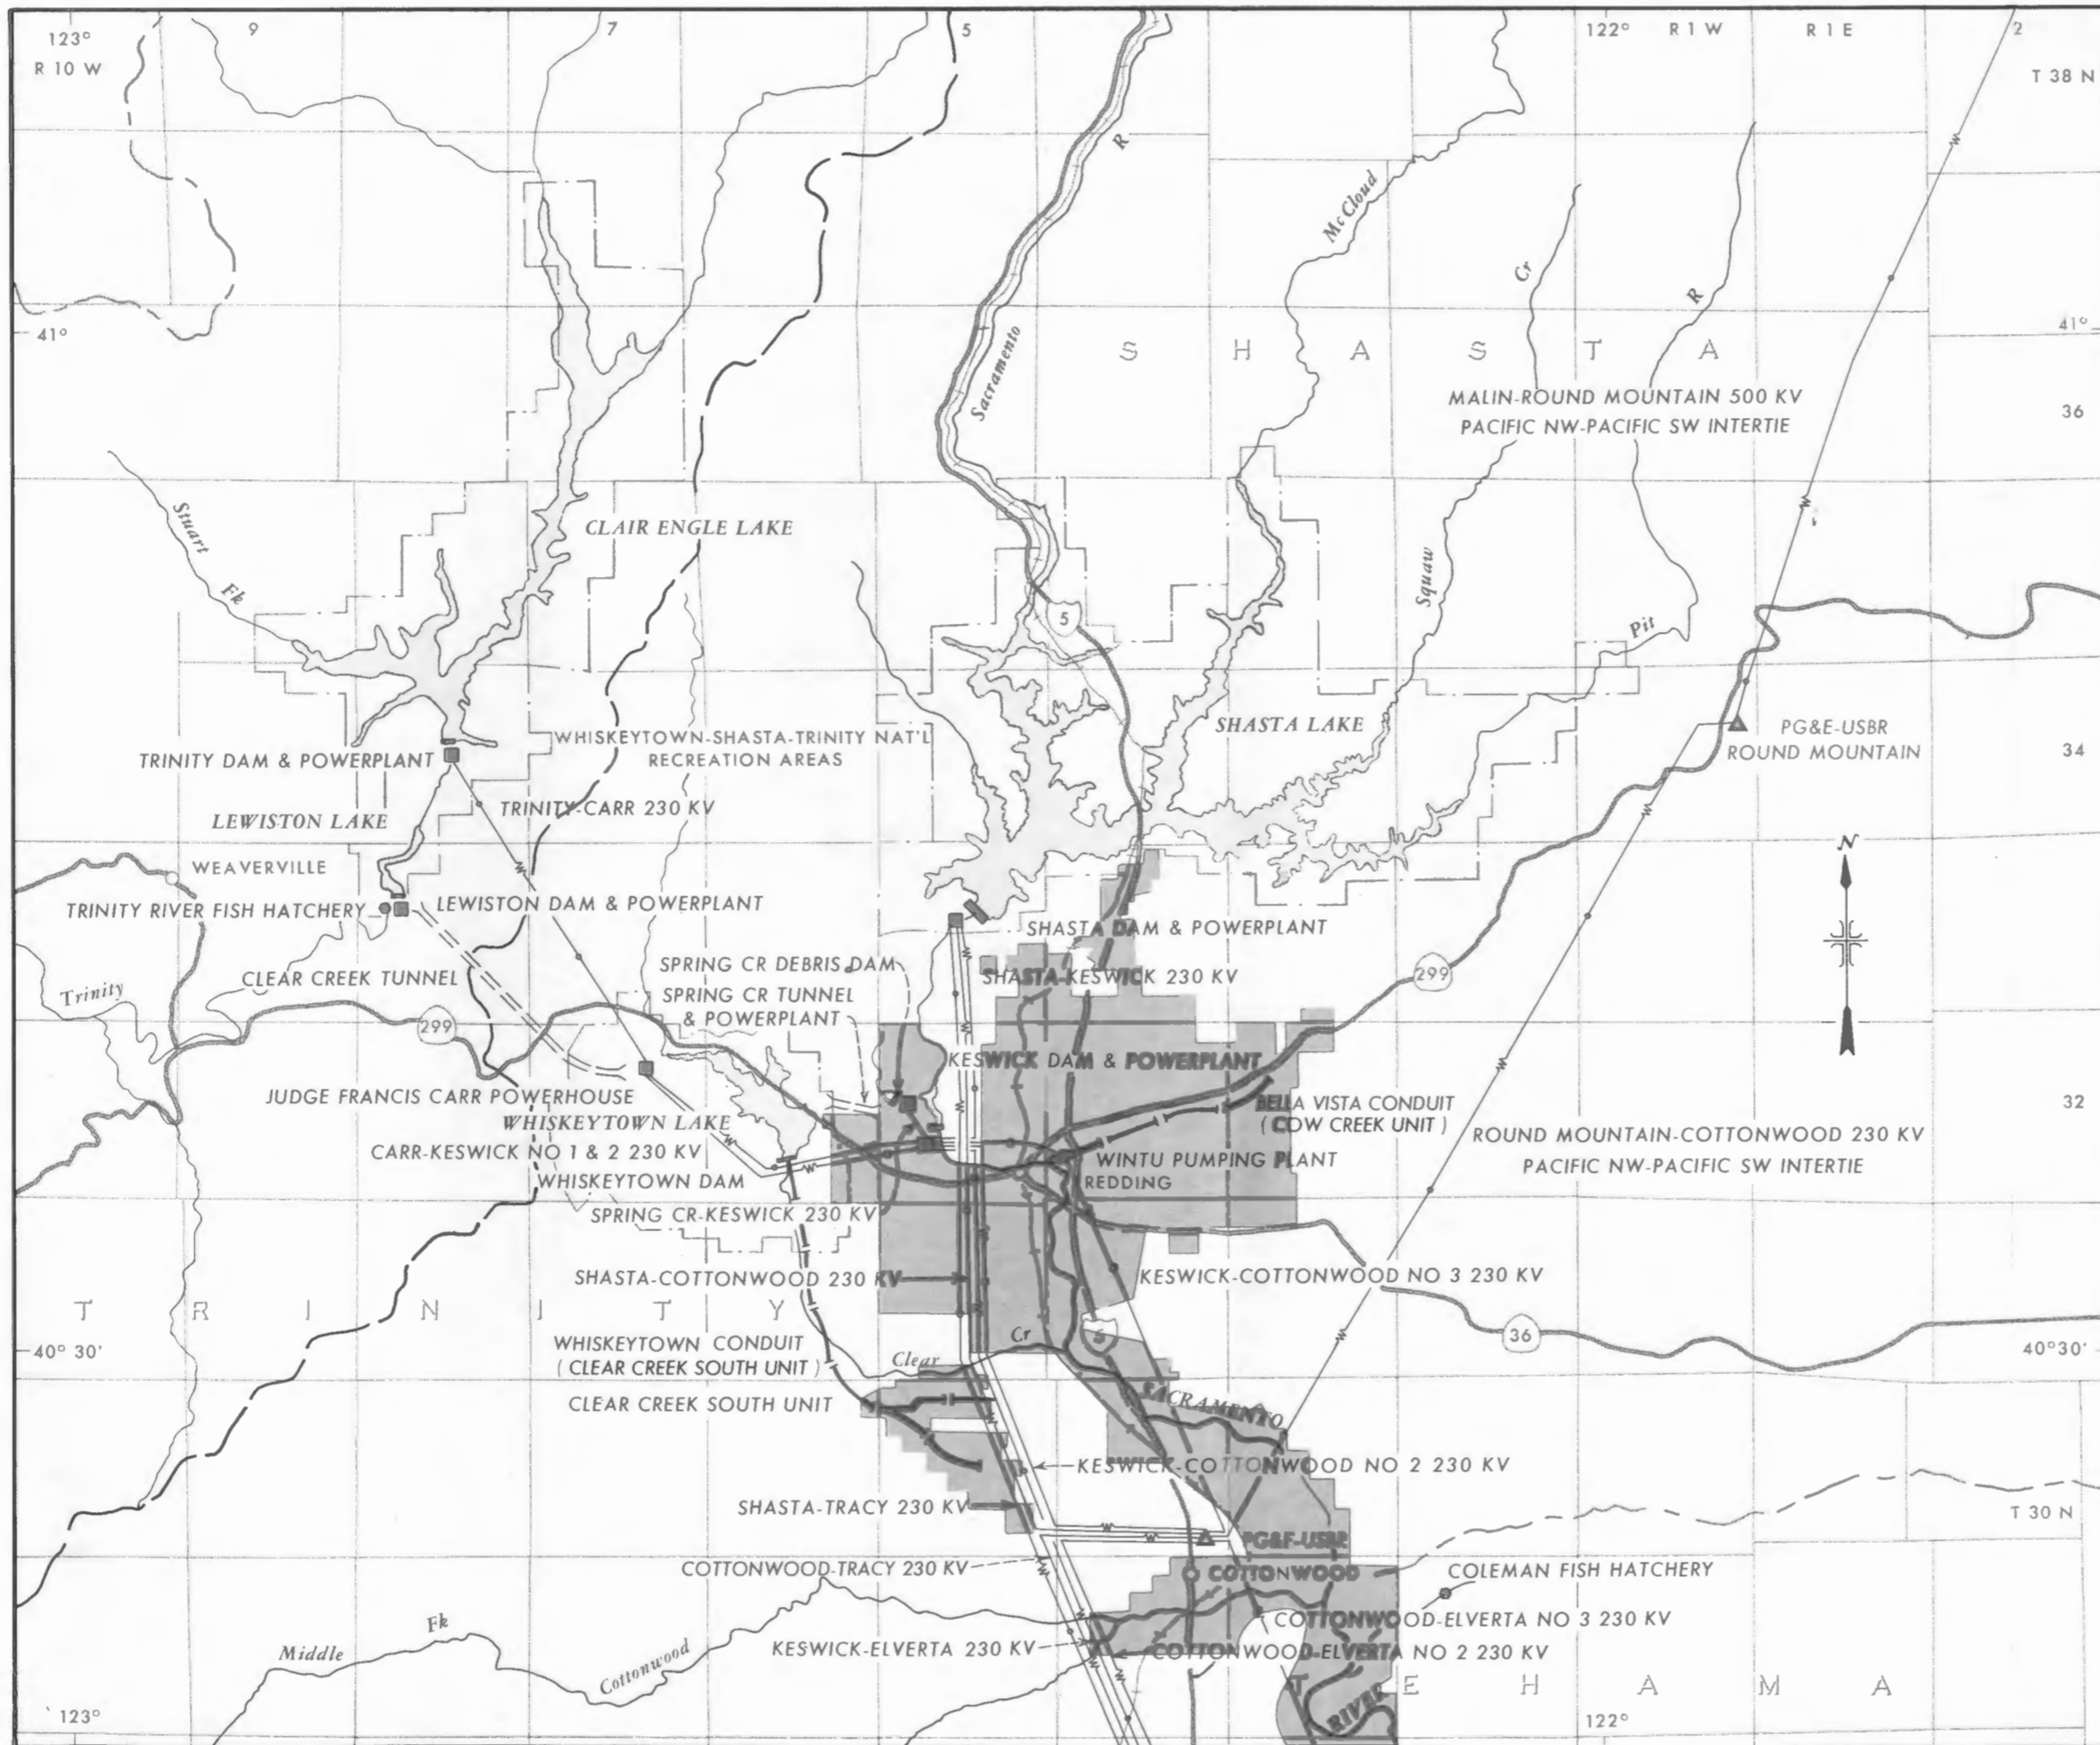 123° 9 7 5 122° R 1 W R 1 E 2
R 10 W
T 38 N
R
McCloud
Cr
R
41° 41°
Sacramento
S H A S T A
MALIN-ROUND MOUNTAIN 500 KV
PACIFIC NW-PACIFIC SW INTERTIE
36
Stuart
Fk
CLAIR ENGLE LAKE
Squaw
5
Pit
SHASTA LAKE
PG&E-USBR
ROUND MOUNTAIN
34
WHISKEYTOWN-SHASTA-TRINITY NAT'L
RECREATION AREAS
TRINITY DAM & POWERPLANT
TRINITY-CARR 230 KV
LEWISTON LAKE
N
WEAVERVILLE
TRINITY RIVER FISH HATCHERY
LEWISTON DAM & POWERPLANT
SHASTA DAM & POWERPLANT
SPRING CR DEBRIS DAM
SHASTA-KESWICK 230 KV
299
CLEAR CREEK TUNNEL
Trinity
SPRING CR TUNNEL
& POWERPLANT
299
KESWICK DAM & POWERPLANT
JUDGE FRANCIS CARR POWERHOUSE
BELLA VISTA CONDUIT
( COW CREEK UNIT )
32
WHISKEYTOWN LAKE
ROUND MOUNTAIN-COTTONWOOD 230 KV
PACIFIC NW-PACIFIC SW INTERTIE
CARR-KESWICK NO 1 & 2 230 KV
WINTU PUMPING PLANT
REDDING
WHISKEYTOWN DAM
SPRING CR-KESWICK 230 KV
SHASTA-COTTONWOOD 230 KV
KESWICK-COTTONWOOD NO 3 230 KV
T R I N I T Y
5
36
40° 30' 40°30'
WHISKEYTOWN CONDUIT
( CLEAR CREEK SOUTH UNIT )
Clear
Cr
CLEAR CREEK SOUTH UNIT
SACRAMENTO
KESWICK-COTTONWOOD NO 2 230 KV
SHASTA-TRACY 230 KV
T 30 N
PG&E-USBR
COTTONWOOD
COTTONWOOD-TRACY 230 KV
COLEMAN FISH HATCHERY
COTTONWOOD-ELVERTA NO 3 230 KV
Middle
Fk
Cottonwood
KESWICK-ELVERTA 230 KV
COTTONWOOD-ELVERTA NO 2 230 KV
T E H A M A
RIVER
123° 122°